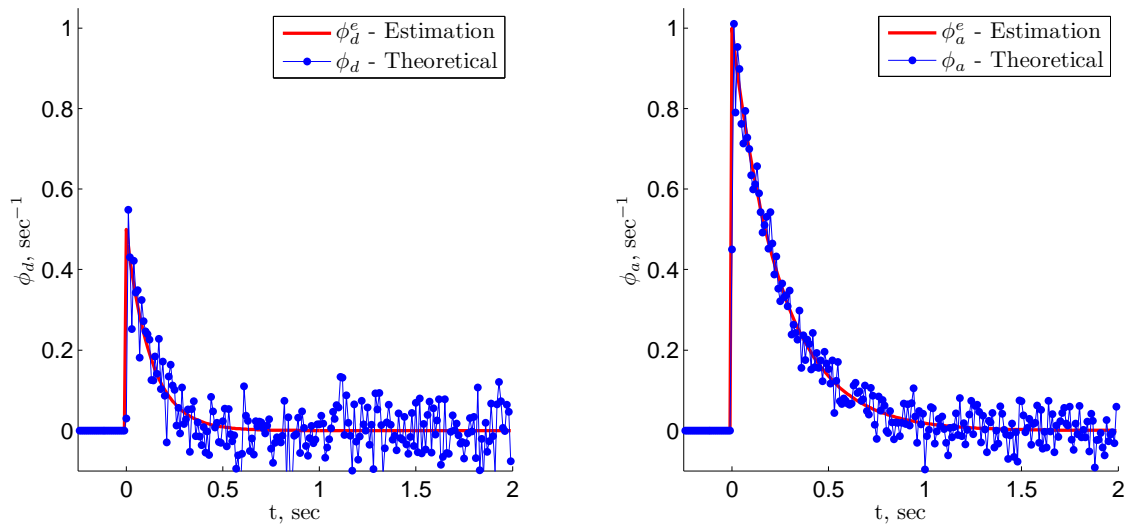 ϕ_d^e - Estimation
ϕ_d - Theoretical
1
0.8
0.6
0.4
0.2
0
ϕ_d, sec⁻¹
0 0.5 1 1.5 2
t, sec
ϕ_a^e - Estimation
ϕ_a - Theoretical
1
0.8
0.6
0.4
0.2
0
ϕ_a, sec⁻¹
0 0.5 1 1.5 2
t, sec